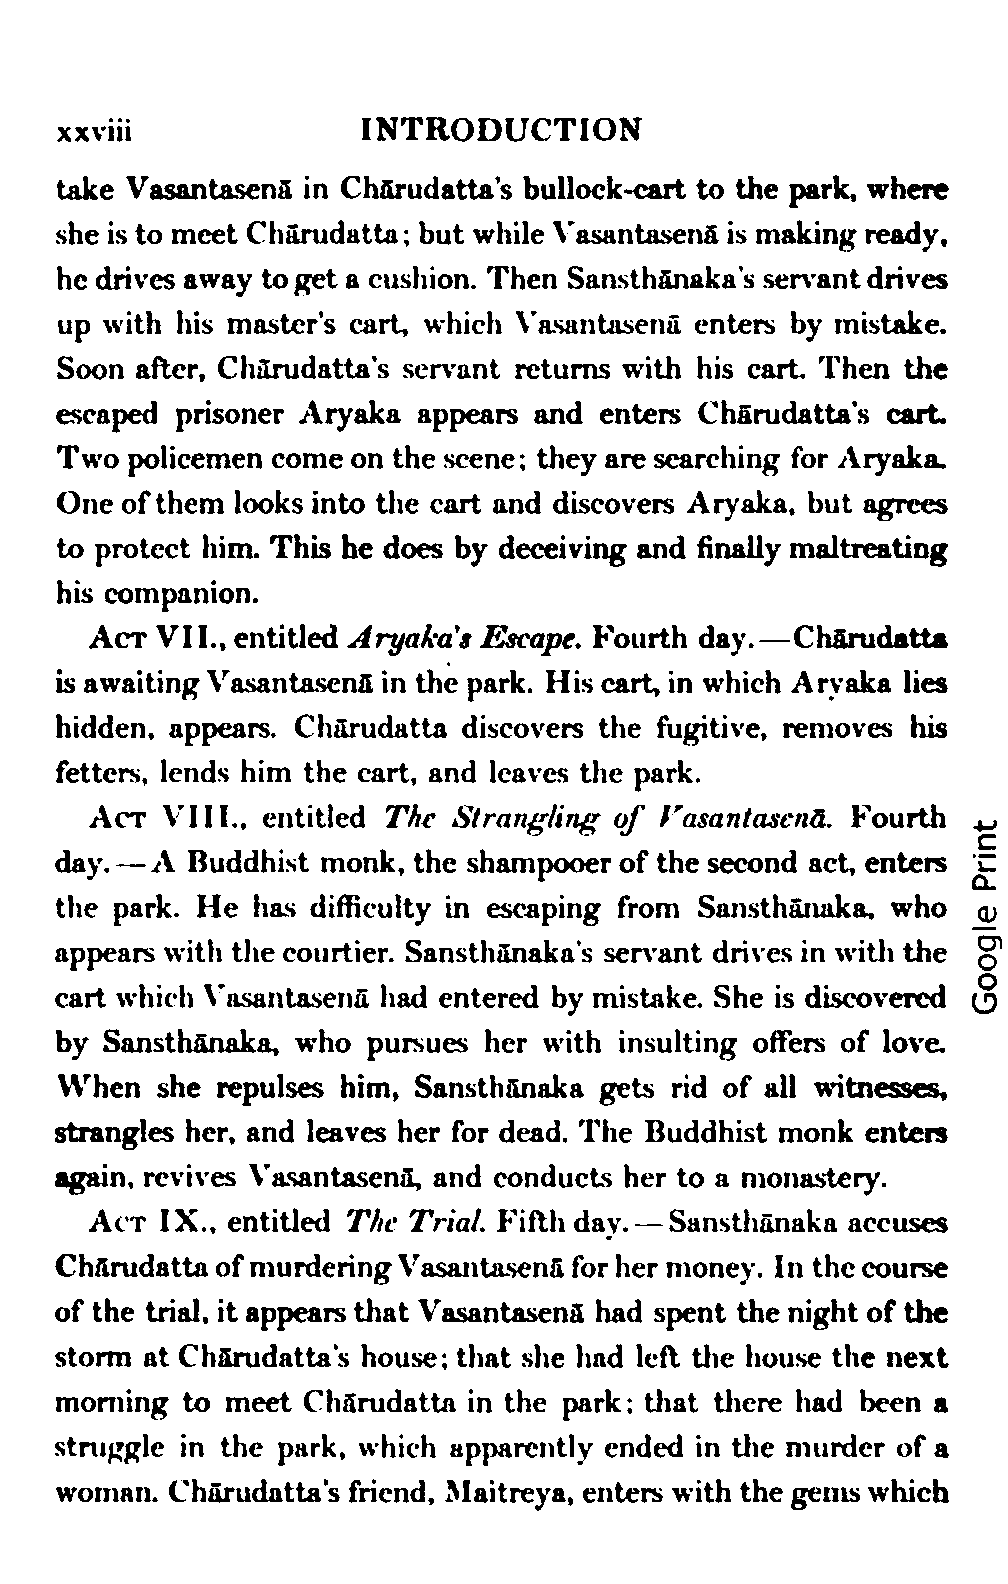 xxviii INTRODUCTION
take Vasantasenā in Chārudatta's bullock-cart to the park, where
she is to meet Chārudatta; but while Vasantasenā is making ready,
he drives away to get a cushion. Then Sansthānaka's servant drives
up with his master's cart, which Vasantasenā enters by mistake.
Soon after, Chārudatta's servant returns with his cart. Then the
escaped prisoner Aryaka appears and enters Chārudatta's cart.
Two policemen come on the scene; they are searching for Aryaka.
One of them looks into the cart and discovers Aryaka, but agrees
to protect him. This he does by deceiving and finally maltreating
his companion.
ACT VII., entitled Aryaka's Escape. Fourth day.—Chārudatta
is awaiting Vasantasenā in the park. His cart, in which Aryaka lies
hidden, appears. Chārudatta discovers the fugitive, removes his
fetters, lends him the cart, and leaves the park.
ACT VIII., entitled The Strangling of Vasantasenā. Fourth
day.—A Buddhist monk, the shampooer of the second act, enters
the park. He has difficulty in escaping from Sansthānaka, who
appears with the courtier. Sansthānaka's servant drives in with the
cart which Vasantasenā had entered by mistake. She is discovered
by Sansthānaka, who pursues her with insulting offers of love.
When she repulses him, Sansthānaka gets rid of all witnesses,
strangles her, and leaves her for dead. The Buddhist monk enters
again, revives Vasantasenā, and conducts her to a monastery.
ACT IX., entitled The Trial. Fifth day.—Sansthānaka accuses
Chārudatta of murdering Vasantasenā for her money. In the course
of the trial, it appears that Vasantasenā had spent the night of the
storm at Chārudatta's house; that she had left the house the next
morning to meet Chārudatta in the park; that there had been a
struggle in the park, which apparently ended in the murder of a
woman. Chārudatta's friend, Maitreya, enters with the gems which
Google Print